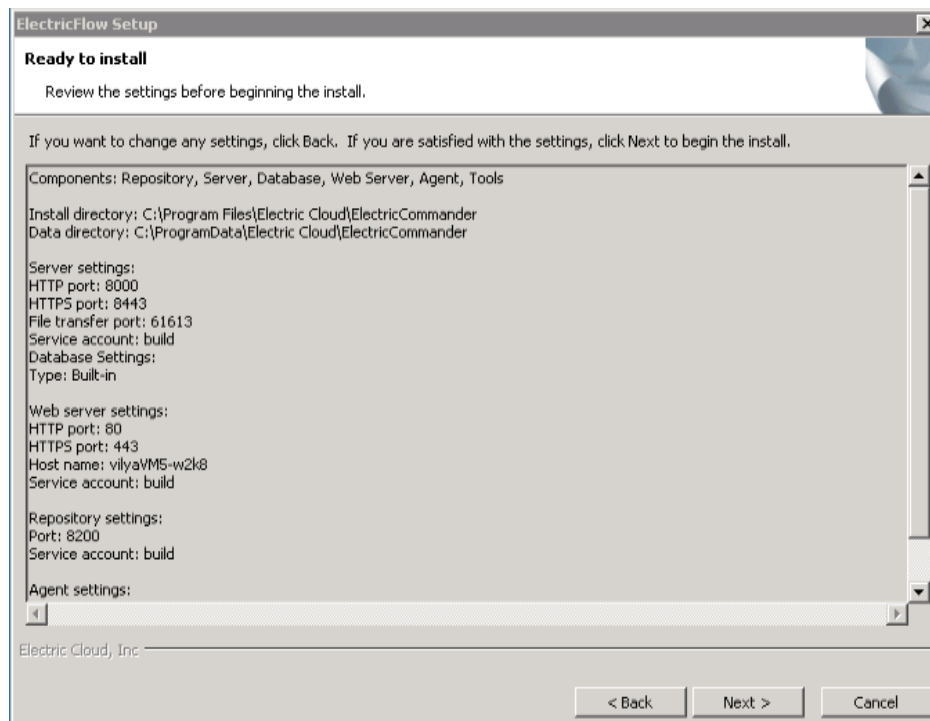 ElectricFlow Setup
Ready to install
Review the settings before beginning the install.
If you want to change any settings, click Back.  If you are satisfied with the settings, click Next to begin the install.
Components: Repository, Server, Database, Web Server, Agent, Tools
Install directory: C:\Program Files\Electric Cloud\ElectricCommander
Data directory: C:\ProgramData\Electric Cloud\ElectricCommander
Server settings:
HTTP port: 8000
HTTPS port: 8443
File transfer port: 61613
Service account: build
Database Settings:
Type: Built-in
Web server settings:
HTTP port: 80
HTTPS port: 443
Host name: vilyaVM5-w2k8
Service account: build
Repository settings:
Port: 8200
Service account: build
Agent settings:
Electric Cloud, Inc
< Back
Next >
Cancel